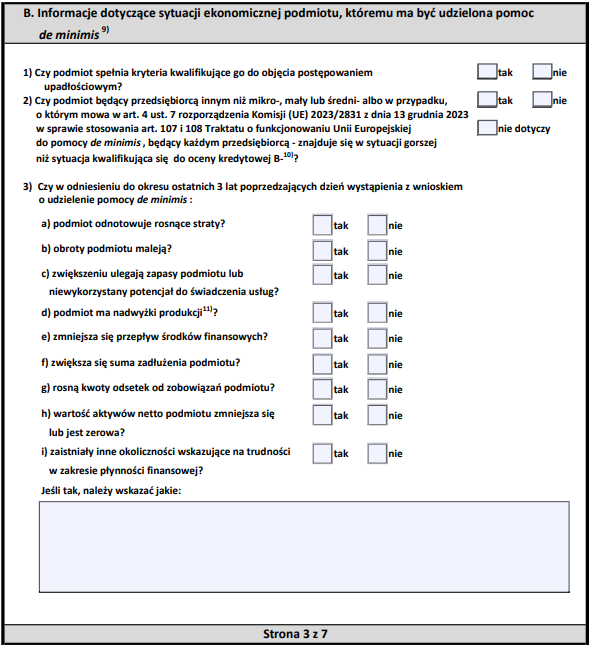 B. Informacje dotyczące sytuacji ekonomicznej podmiotu, któremu ma być udzielona pomoc
de minimis 9)
1) Czy podmiot spełnia kryteria kwalifikujące go do objęcia postępowaniem tak nie
upadłościowym?
2) Czy podmiot będący przedsiębiorcą innym niż mikro-, mały lub średni- albo w przypadku, tak nie
o którym mowa w art. 4 ust. 7 rozporządzenia Komisji (UE) 2023/2831 z dnia 13 grudnia 2023
w sprawie stosowania art. 107 i 108 Traktatu o funkcjonowaniu Unii Europejskiej nie dotyczy
do pomocy de minimis , będący każdym przedsiębiorcą - znajduje się w sytuacji gorszej
niż sytuacja kwalifikująca się do oceny kredytowej B-10)?
3) Czy w odniesieniu do okresu ostatnich 3 lat poprzedzających dzień wystąpienia z wnioskiem
o udzielenie pomocy de minimis :
a) podmiot odnotowuje rosnące straty? tak nie
b) obroty podmiotu maleją? tak nie
c) zwiększeniu ulegają zapasy podmiotu lub tak nie
niewykorzystany potencjał do świadczenia usług?
d) podmiot ma nadwyżki produkcji11)? tak nie
e) zmniejsza się przepływ środków finansowych? tak nie
f) zwiększa się suma zadłużenia podmiotu? tak nie
g) rosną kwoty odsetek od zobowiązań podmiotu? tak nie
h) wartość aktywów netto podmiotu zmniejsza się tak nie
lub jest zerowa?
i) zaistniały inne okoliczności wskazujące na trudności tak nie
w zakresie płynności finansowej?
Jeśli tak, należy wskazać jakie:
Strona 3 z 7